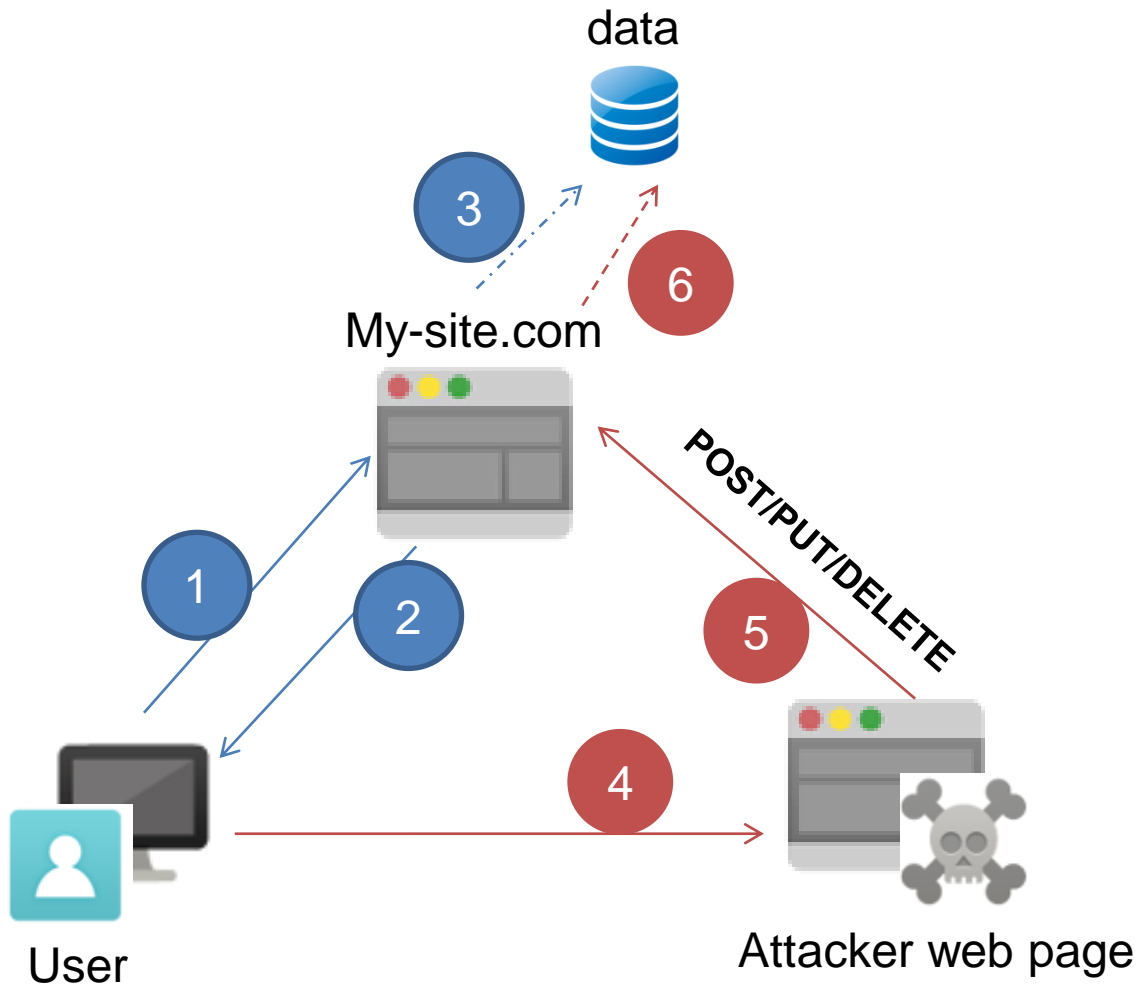 data
3
6
My-site.com
POST/PUT/DELETE
1
2
5
4
User
Attacker web page